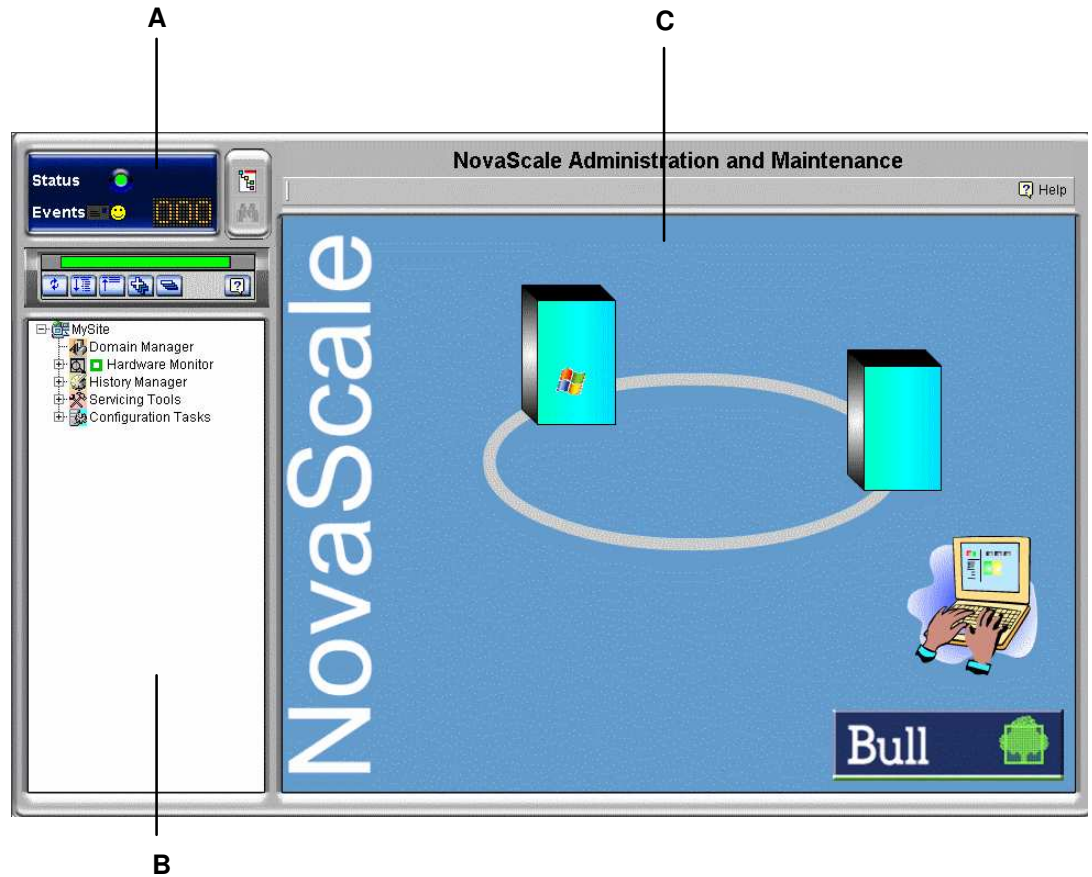 A
C
NovaScale Administration and Maintenance
Status
Events
000
Help
MySite
Domain Manager
Hardware Monitor
History Manager
Servicing Tools
Configuration Tasks
NovaScale
Bull
B